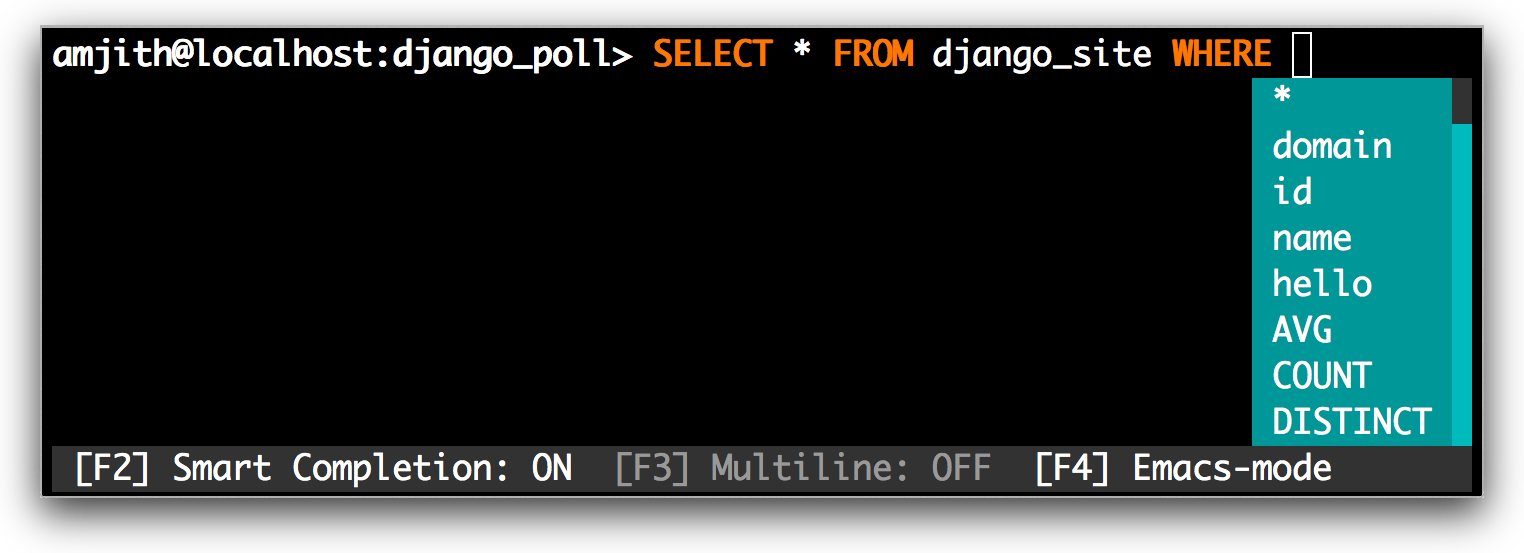 amjith@localhost:django_poll> SELECT * FROM django_site WHERE
*
domain
id
name
hello
AVG
COUNT
DISTINCT
[F2] Smart Completion: ON [F3] Multiline: OFF [F4] Emacs-mode